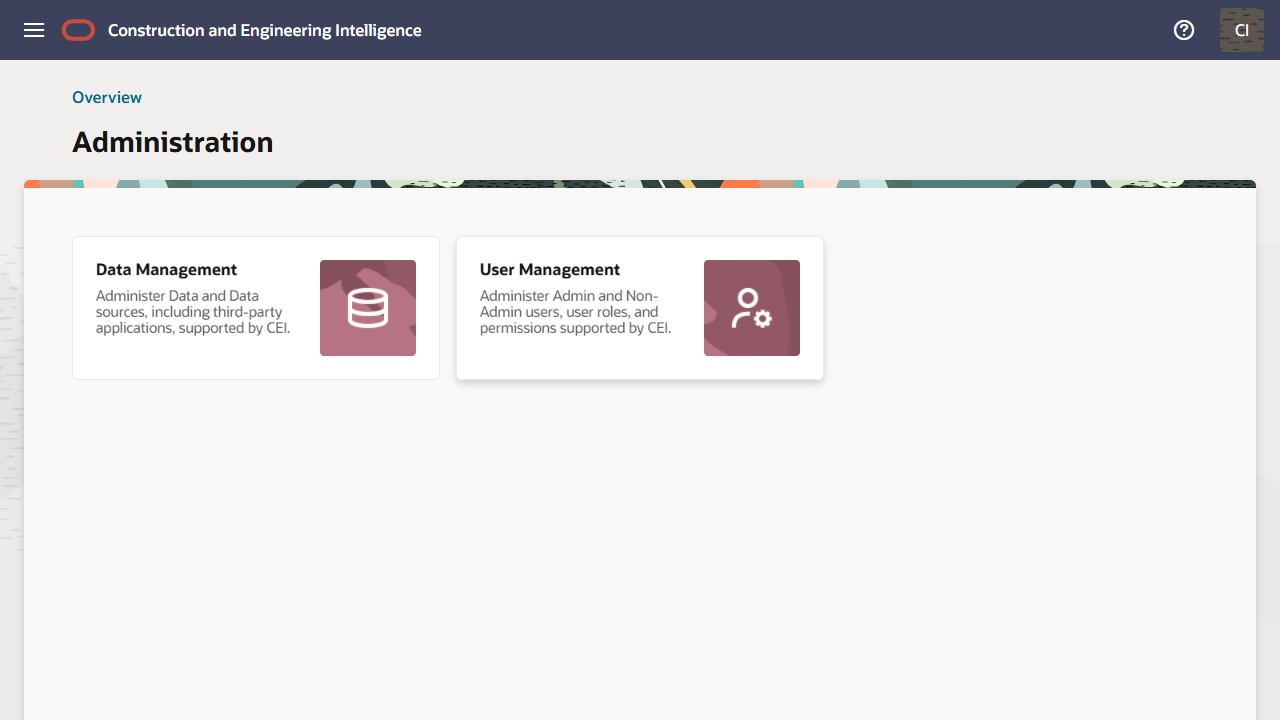 Construction and Engineering Intelligence
CI
Overview
Administration
Data Management
Administer Data and Data
sources, including third-party
applications, supported by CEI.
User Management
Administer Admin and Non-
Admin users, user roles, and
permissions supported by CEI.